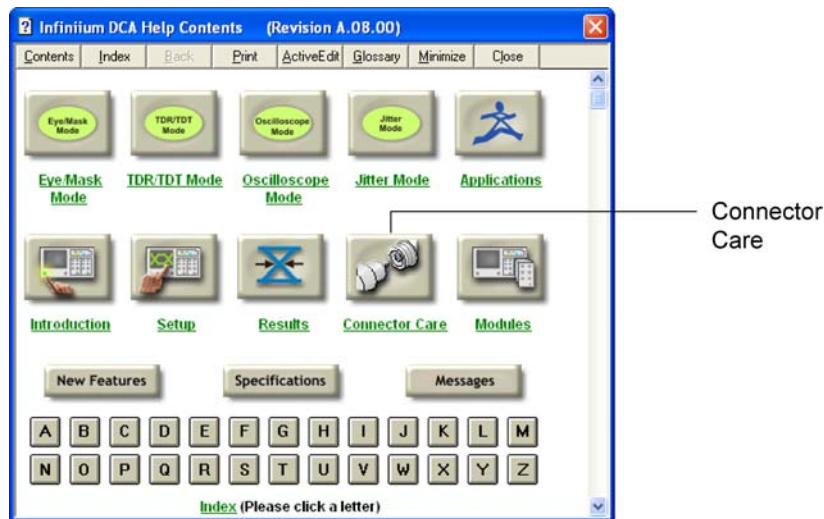 Infiniium DCA Help Contents (Revision A.08.00)
Contents Index Back Print ActiveEdit Glossary Minimize Close
Eye/Mask Mode
TDR/TDT Mode
Oscilloscope Mode
Jitter Mode
Eye/Mask Mode
TDR/TDT Mode
Oscilloscope Mode
Jitter Mode
Applications
Connector Care
Introduction
Setup
Results
Connector Care
Modules
New Features
Specifications
Messages
A B C D E F G H I J K L M
N O P Q R S T U V W X Y Z
Index (Please click a letter)